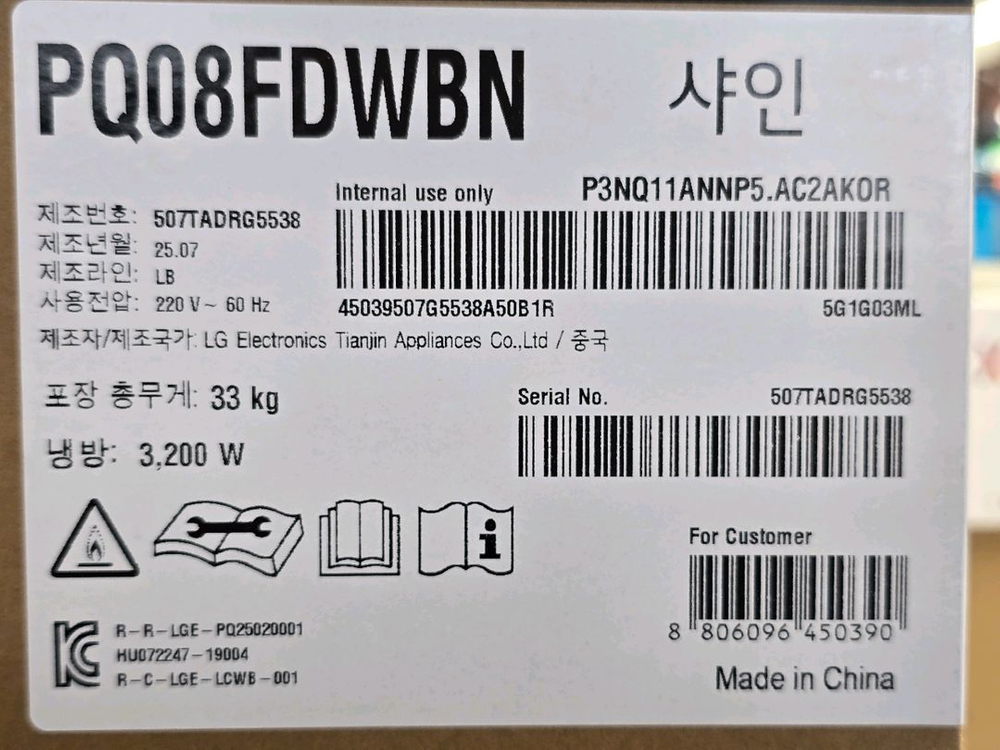 PQ08FDWBN 샤인
Internal use only P3NQ11ANNP5.AC2AKOR
제조번호: 507TADRG5538
제조년월: 25.07
제조라인: LB
사용전압: 220 V~ 60 Hz
45039507G5538A50B1R 5G1G03ML
제조자/제조국가: LG Electronics Tianjin Appliances Co.,Ltd / 중국
포장 총무게: 33 kg
Serial No. 507TADRG5538
냉방: 3,200 W
For Customer
8 806096 450390
R-R-LGE-PQ25020001
HU072247-19004
R-C-LGE-LCWB-001
Made in China